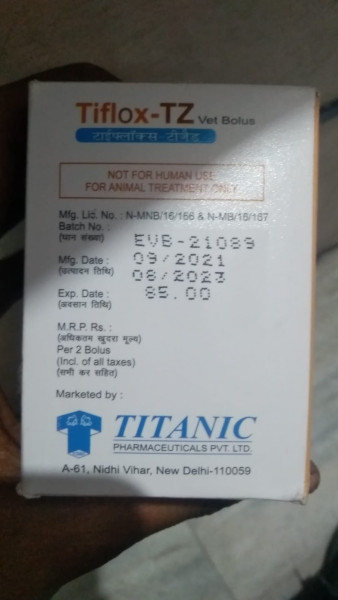 Tiflox-TZ Vet Bolus
टाईफ्लॉक्स-टीज़ैड
NOT FOR HUMAN USE
FOR ANIMAL TREATMENT ONLY
Mfg. Lic. No. : N-MNB/16/166 & N-MB/16/167
Batch No. : EVB-21089
(घान संख्या)
Mfg. Date : 09/2021
(उत्पादन तिथि) 08/2023
Exp. Date : 85.00
(अवसान तिथि)
M.R.P. Rs. :
(अधिकतम खुदरा मूल्य)
Per 2 Bolus
(Incl. of all taxes)
(सभी कर सहित)
Marketed by :
TITANIC
PHARMACEUTICALS PVT. LTD.
A-61, Nidhi Vihar, New Delhi-110059